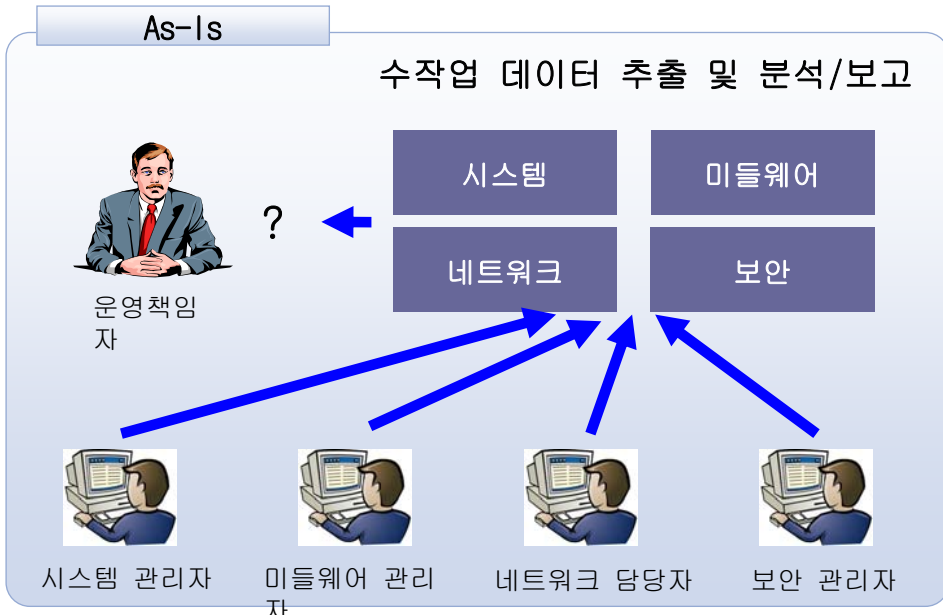 As-Is
수작업 데이터 추출 및 분석/보고
시스템
미들웨어
?
네트워크
보안
운영책임
자
시스템 관리자
미들웨어 관리
자
네트워크 담당자
보안 관리자